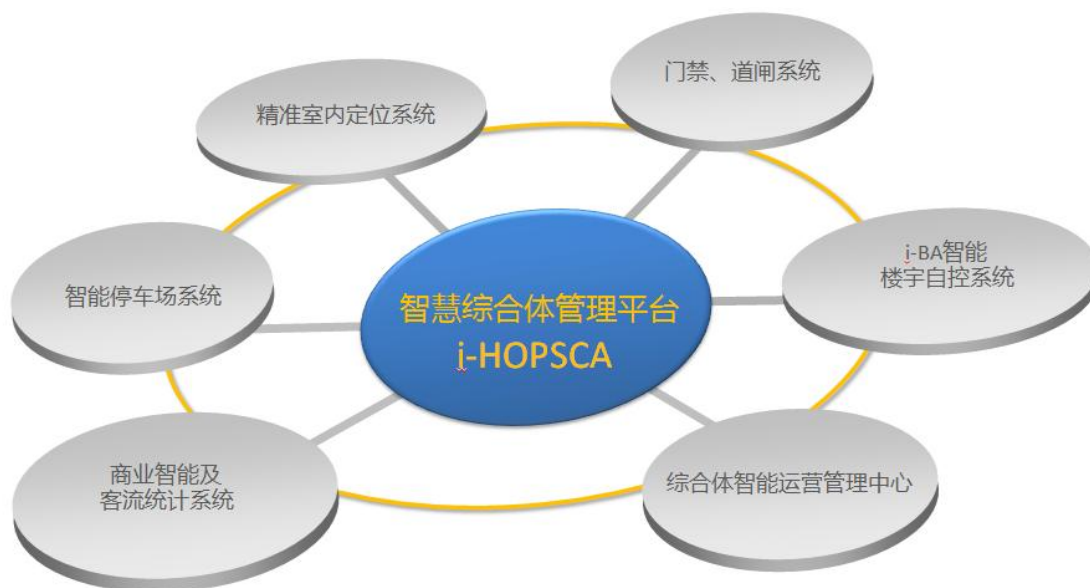 门禁、道闸系统
精准室内定位系统
i-BA智能
楼宇自控系统
智能停车场系统
智慧综合体管理平台
i-HOPSCA
商业智能及
客流统计系统
综合体智能运营管理中心